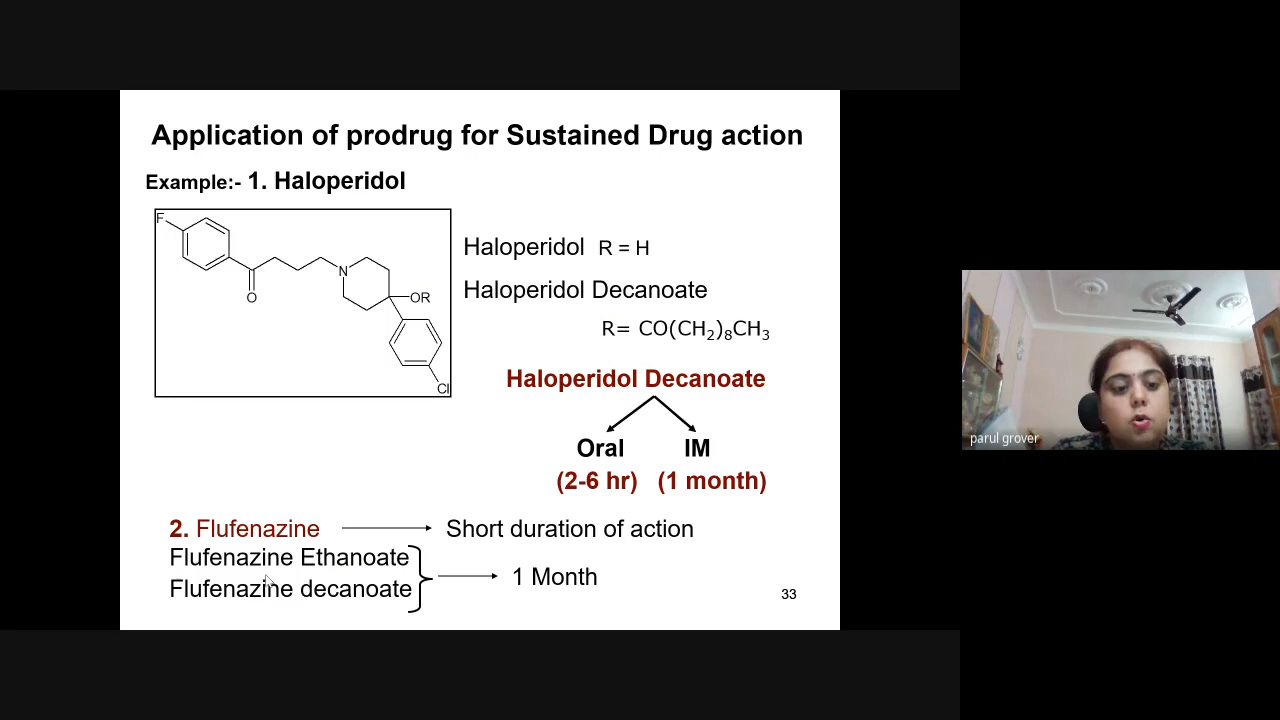 Application of prodrug for Sustained Drug action
Example:- 1. Haloperidol
F
N
O
OR
Cl
Haloperidol R = H
Haloperidol Decanoate
R= CO(CH2)8CH3
Haloperidol Decanoate
Oral IM
(2-6 hr) (1 month)
2. Flufenazine Short duration of action
Flufenazine Ethanoate
Flufenazine decanoate
1 Month
33
parul grover